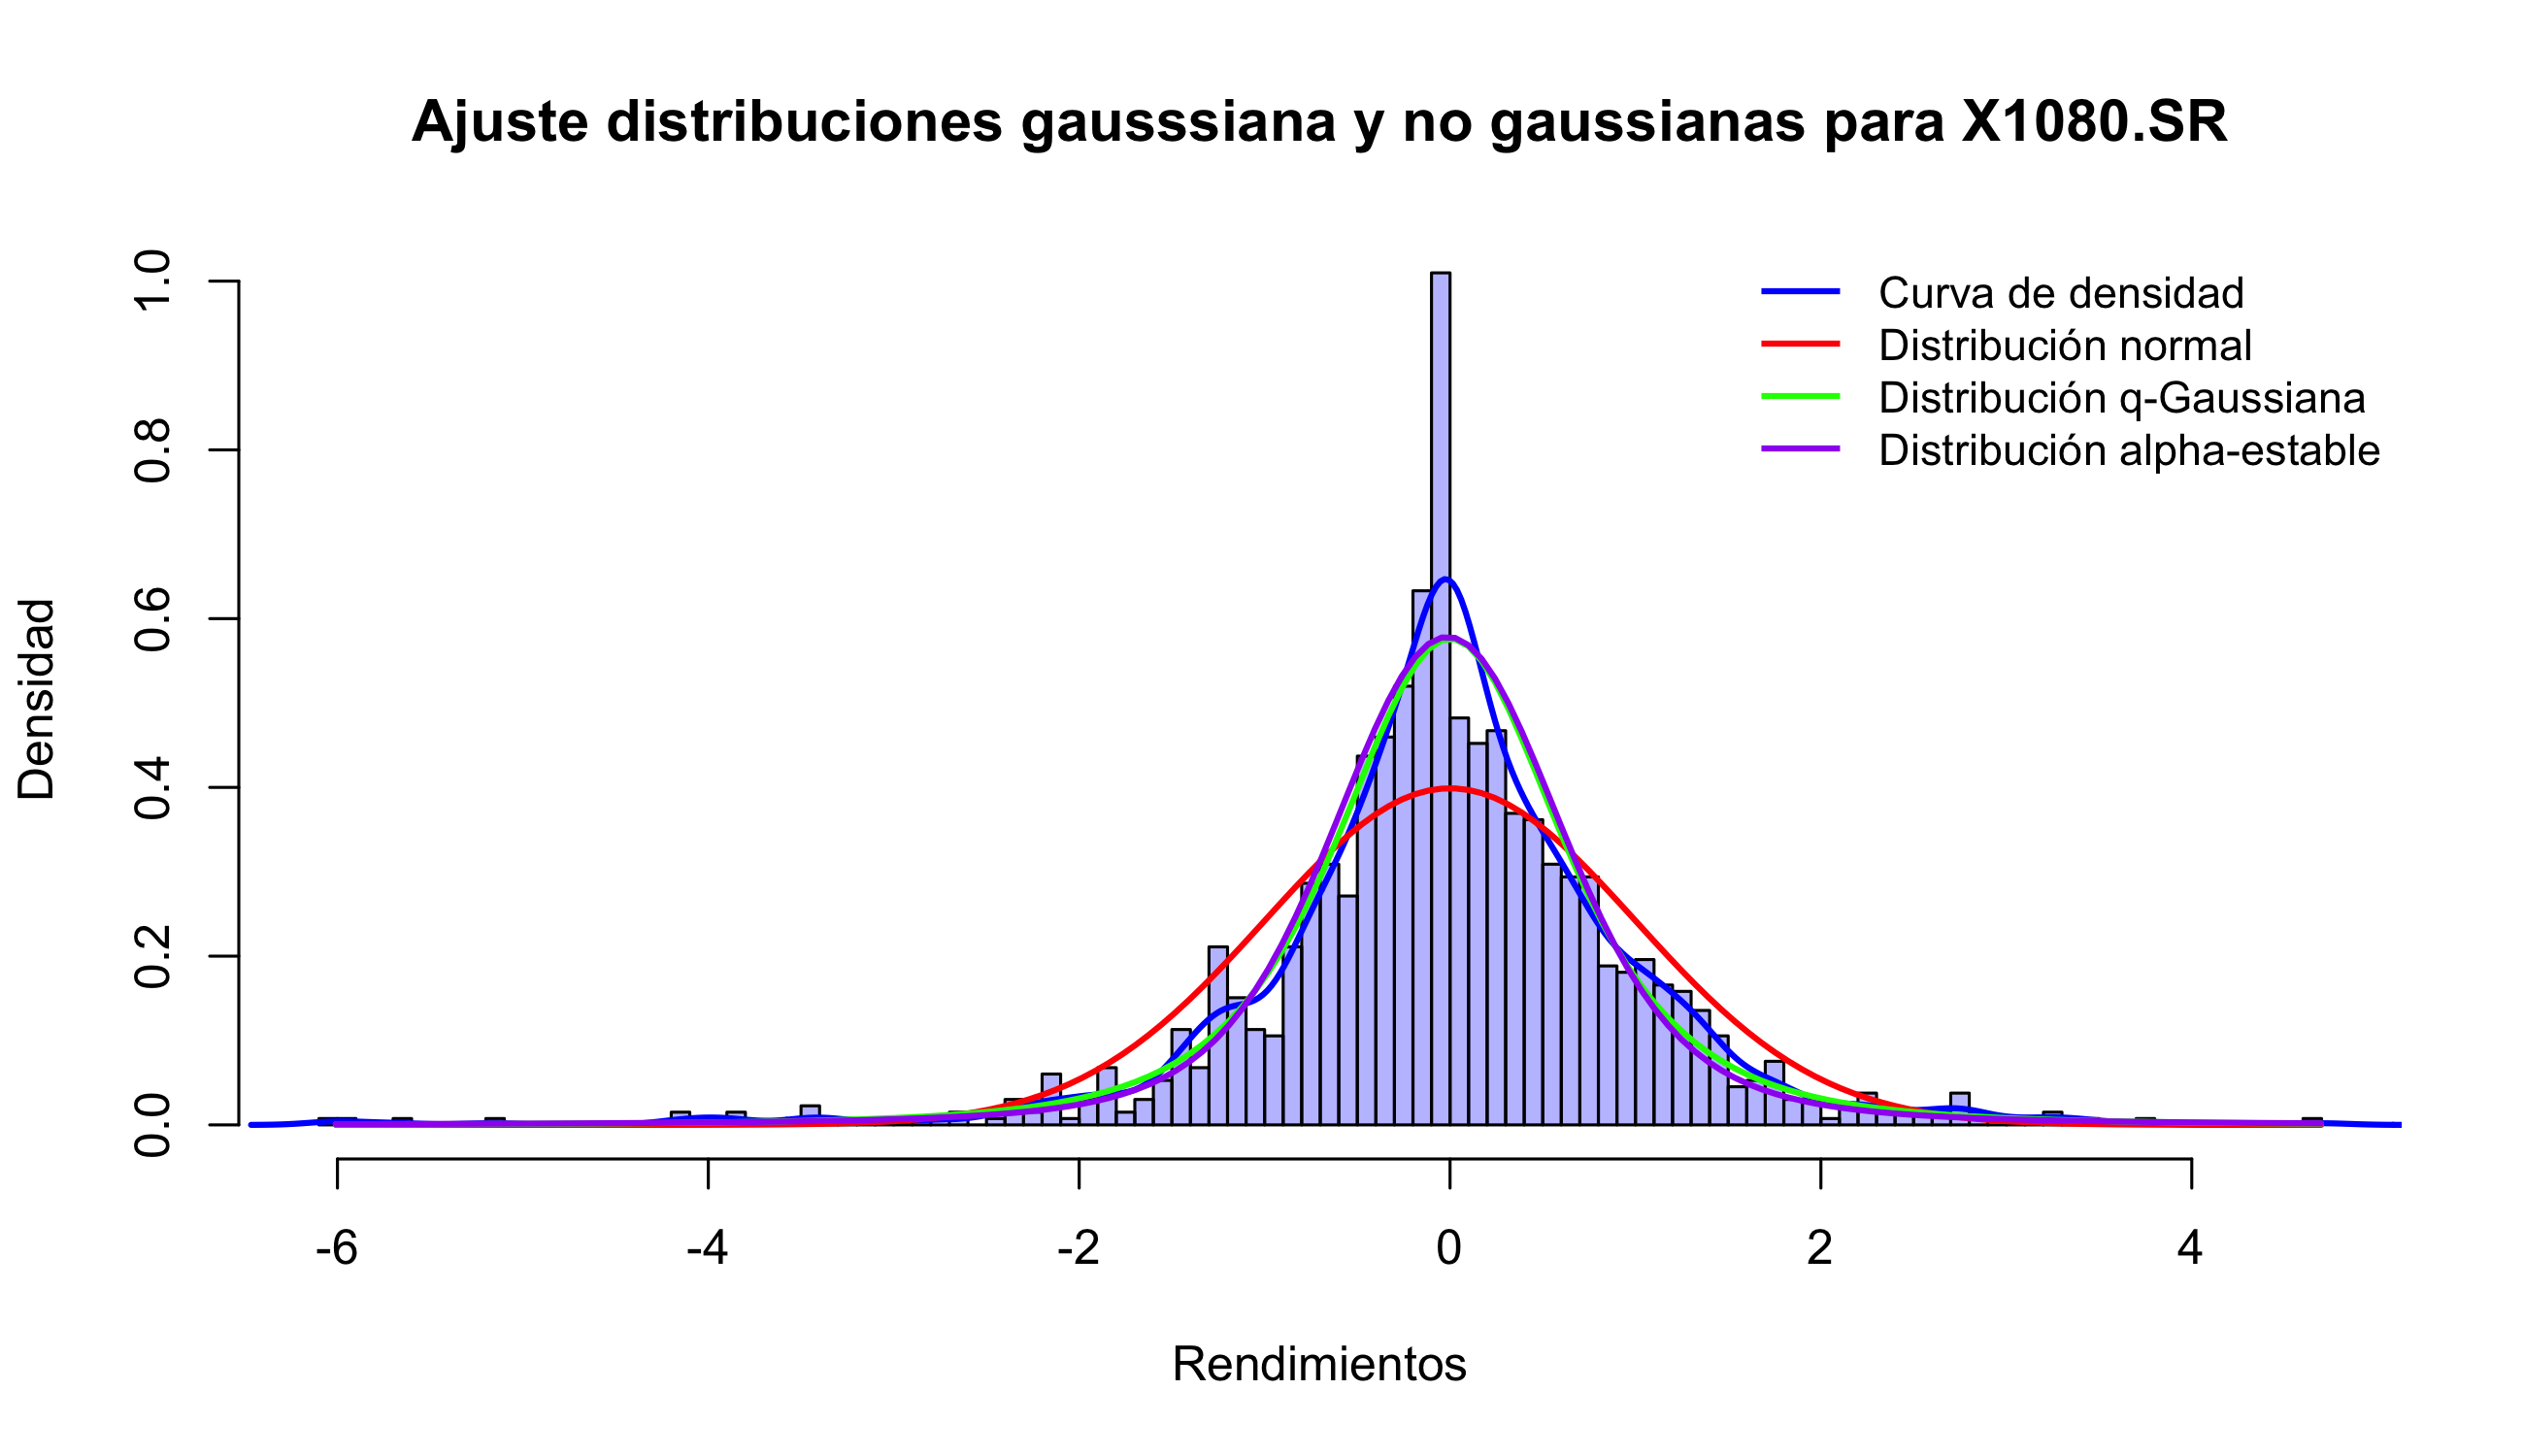 Ajuste distribuciones gausssiana y no gaussianas para X1080.SR
Curva de densidad
Distribución normal
Distribución q-Gaussiana
Distribución alpha-estable
Densidad
1.0
0.8
0.6
0.4
0.2
0.0
-6 -4 -2 0 2 4
Rendimientos